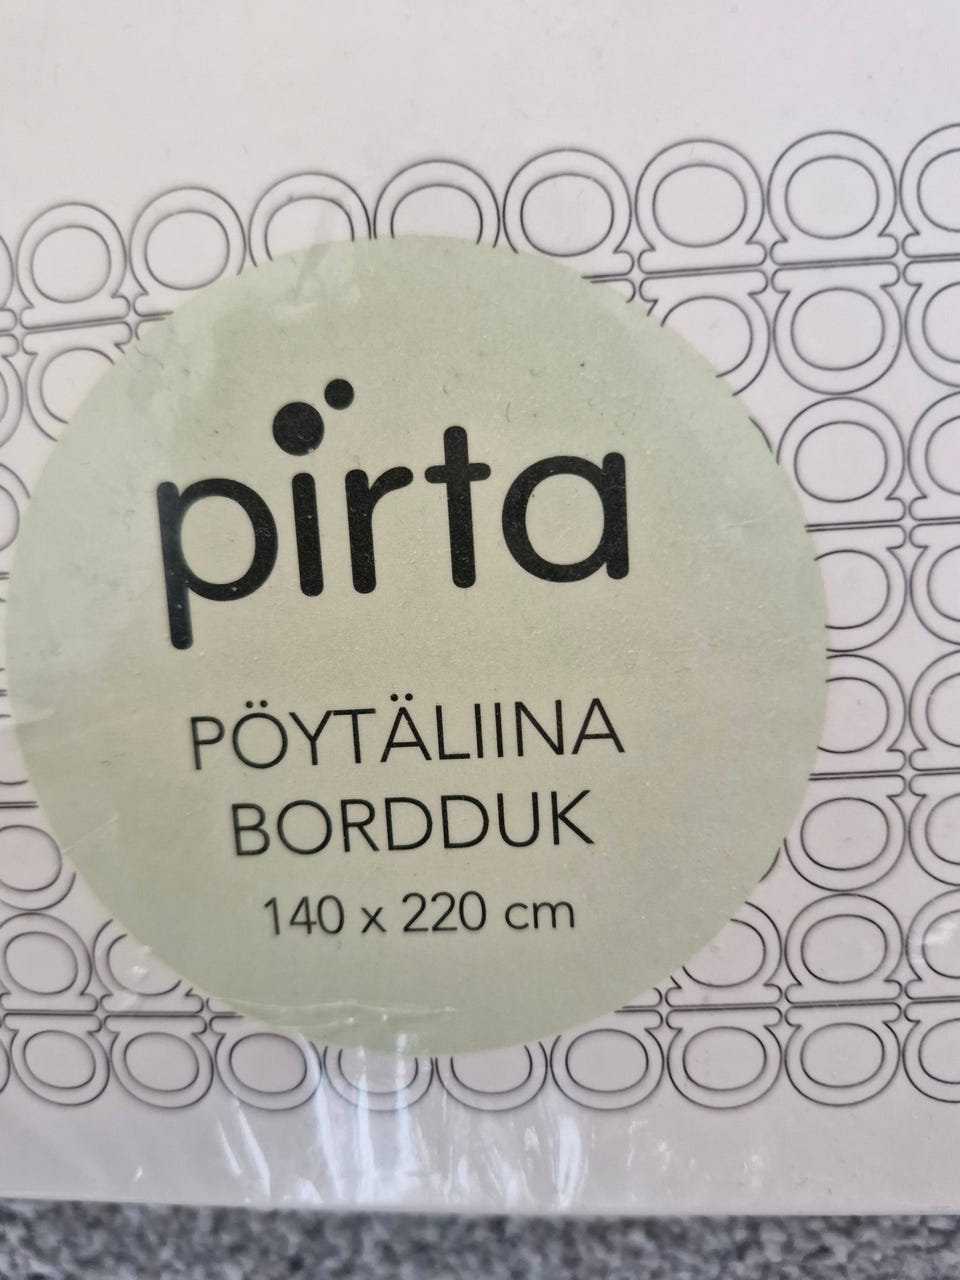 pirta
PÖYTÄLIINA
BORDDUK
140 x 220 cm